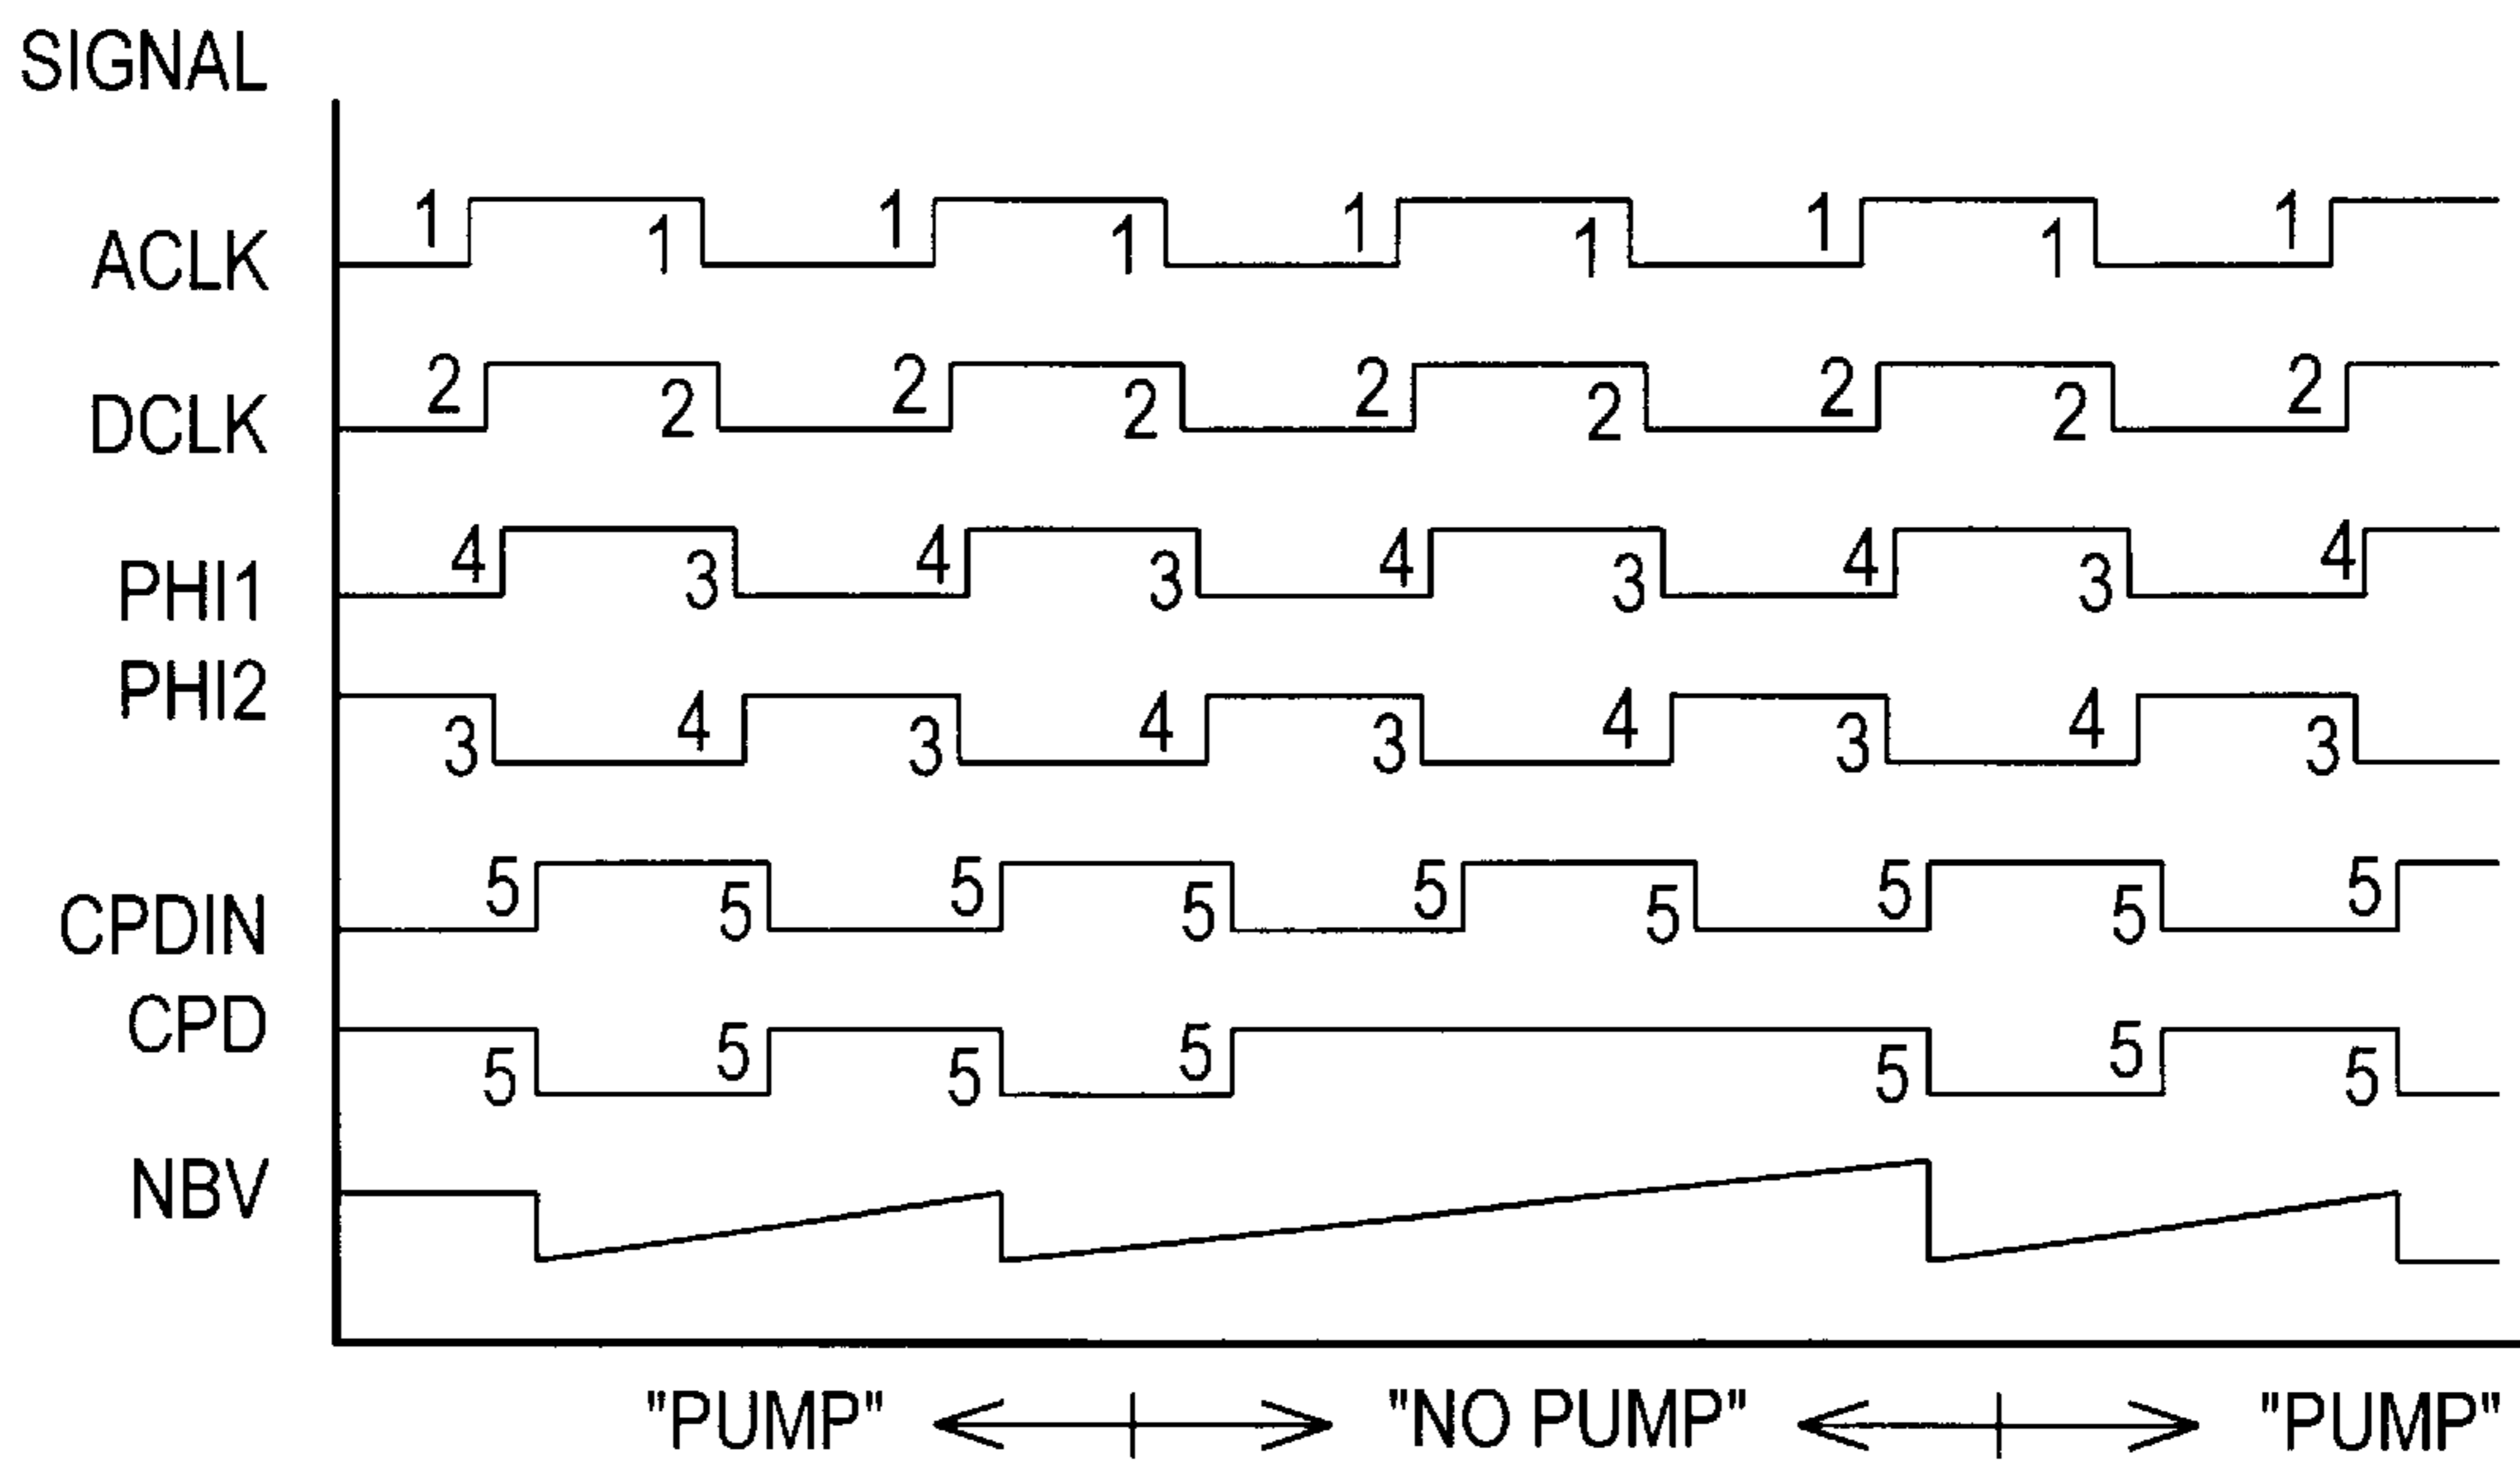 SIGNAL
ACLK 1 1 1 1 1 1 1 1 1
DCLK 2 2 2 2 2 2 2 2 2
PHI1 4 3 4 3 4 3 4 3 4
PHI2 3 4 3 4 3 4 3 4 3
CPDIN 5 5 5 5 5 5 5 5 5
CPD 5 5 5 5 5 5 5
NBV
"PUMP" "NO PUMP" "PUMP"